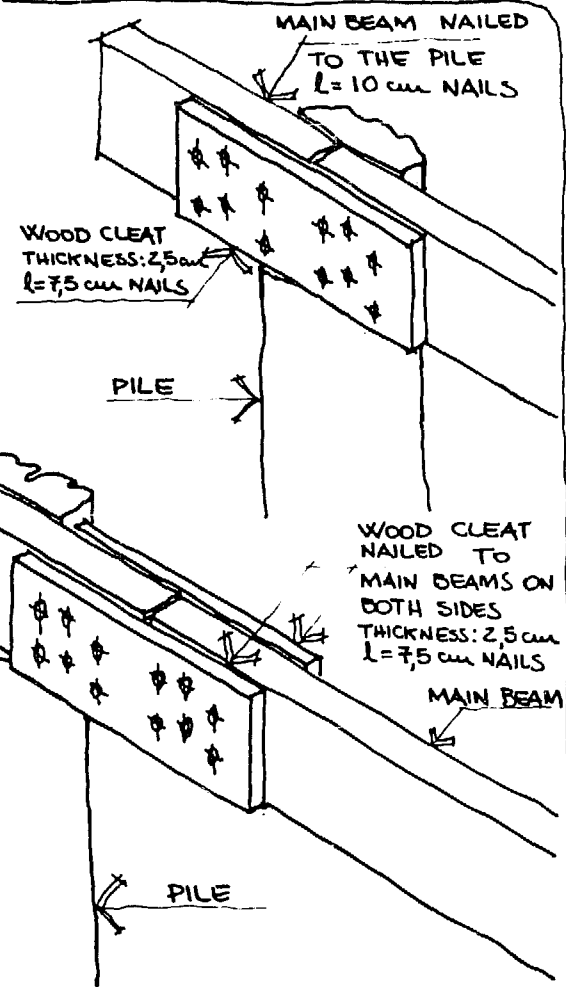 MAIN BEAM NAILED
TO THE PILE
l=10 cm NAILS
WOOD CLEAT
THICKNESS: 2,5 cm
l=7,5 cm NAILS
PILE
WOOD CLEAT
NAILED TO
MAIN BEAMS ON
BOTH SIDES
THICKNESS: 2,5 cm
l=7,5 cm NAILS
MAIN BEAM
PILE